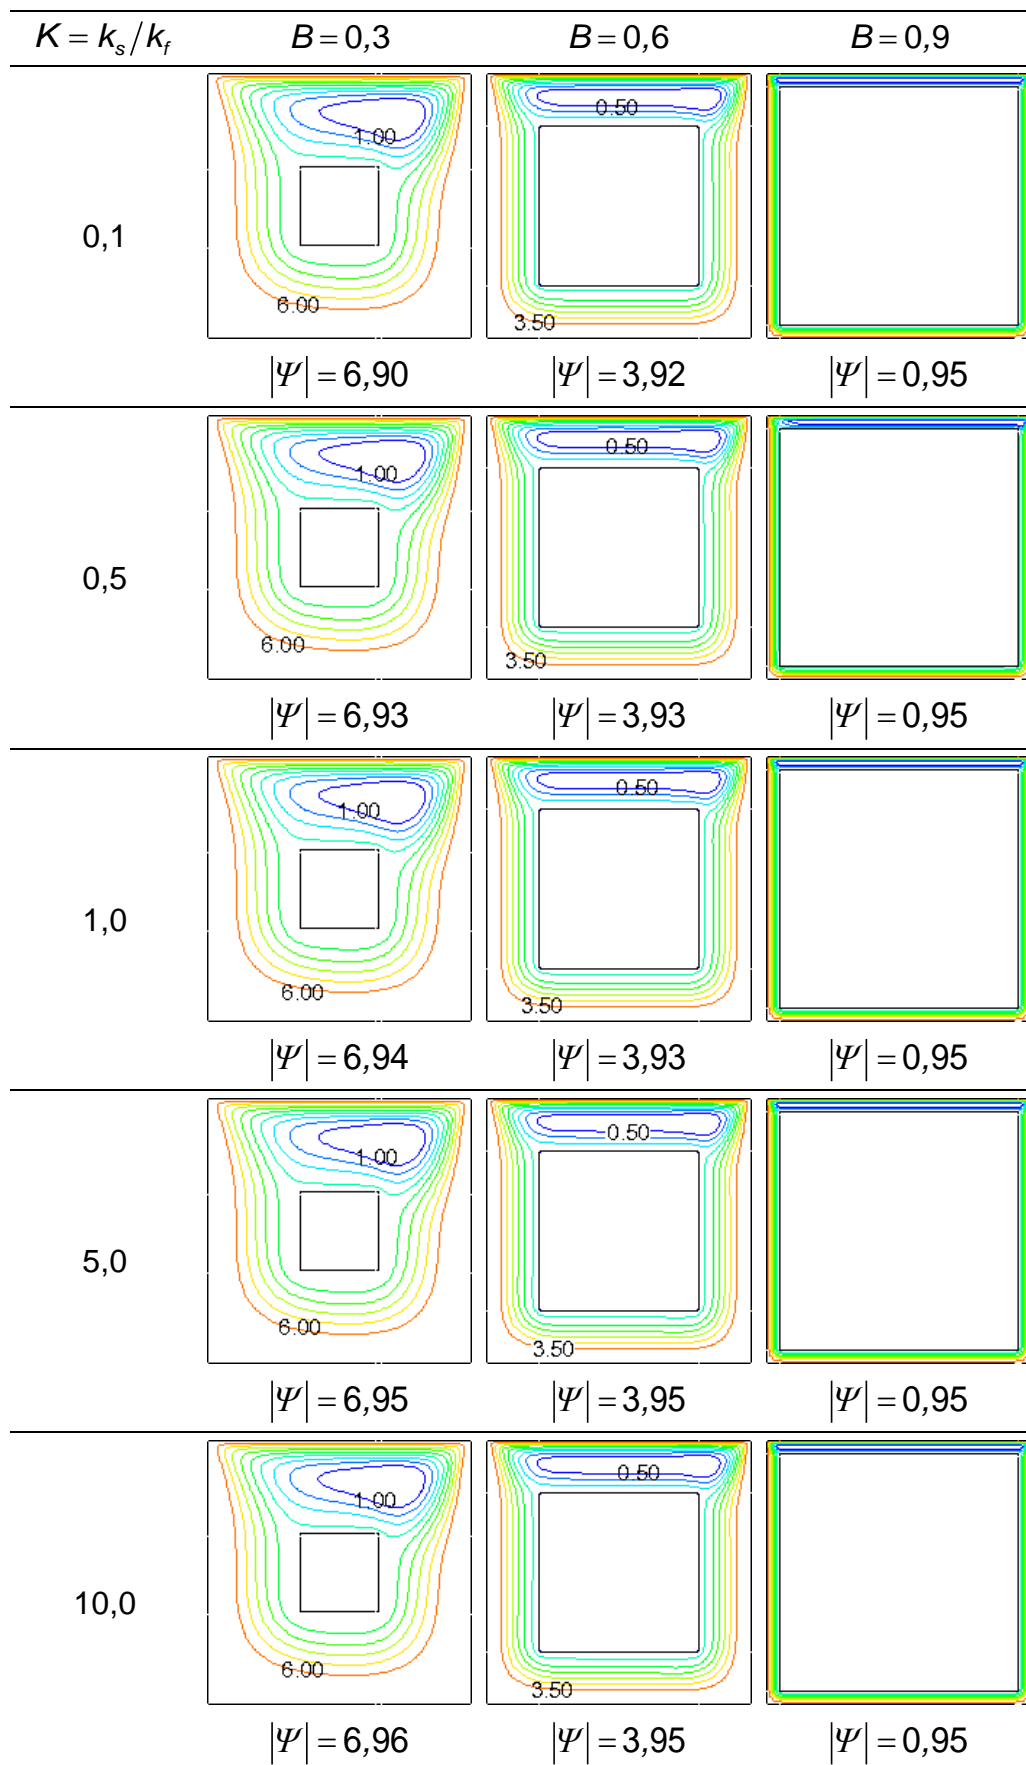 K = k_s/k_f B = 0,3 B = 0,6 B = 0,9
1.00 0.50
0,1
6.00 3.50
|Ψ| = 6,90 |Ψ| = 3,92 |Ψ| = 0,95
1.00 0.50
0,5
6.00 3.50
|Ψ| = 6,93 |Ψ| = 3,93 |Ψ| = 0,95
1.00 0.50
1,0
6.00 3.50
|Ψ| = 6,94 |Ψ| = 3,93 |Ψ| = 0,95
1.00 0.50
5,0
6.00 3.50
|Ψ| = 6,95 |Ψ| = 3,95 |Ψ| = 0,95
1.00 0.50
10,0
6.00 3.50
|Ψ| = 6,96 |Ψ| = 3,95 |Ψ| = 0,95